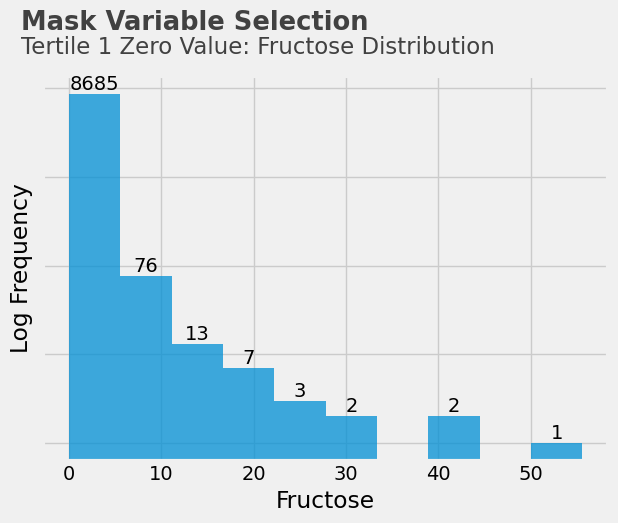 Mask Variable Selection
Tertile 1 Zero Value: Fructose Distribution
8685
76
13
7
3
2
2
1
Log Frequency
0 10 20 30 40 50
Fructose